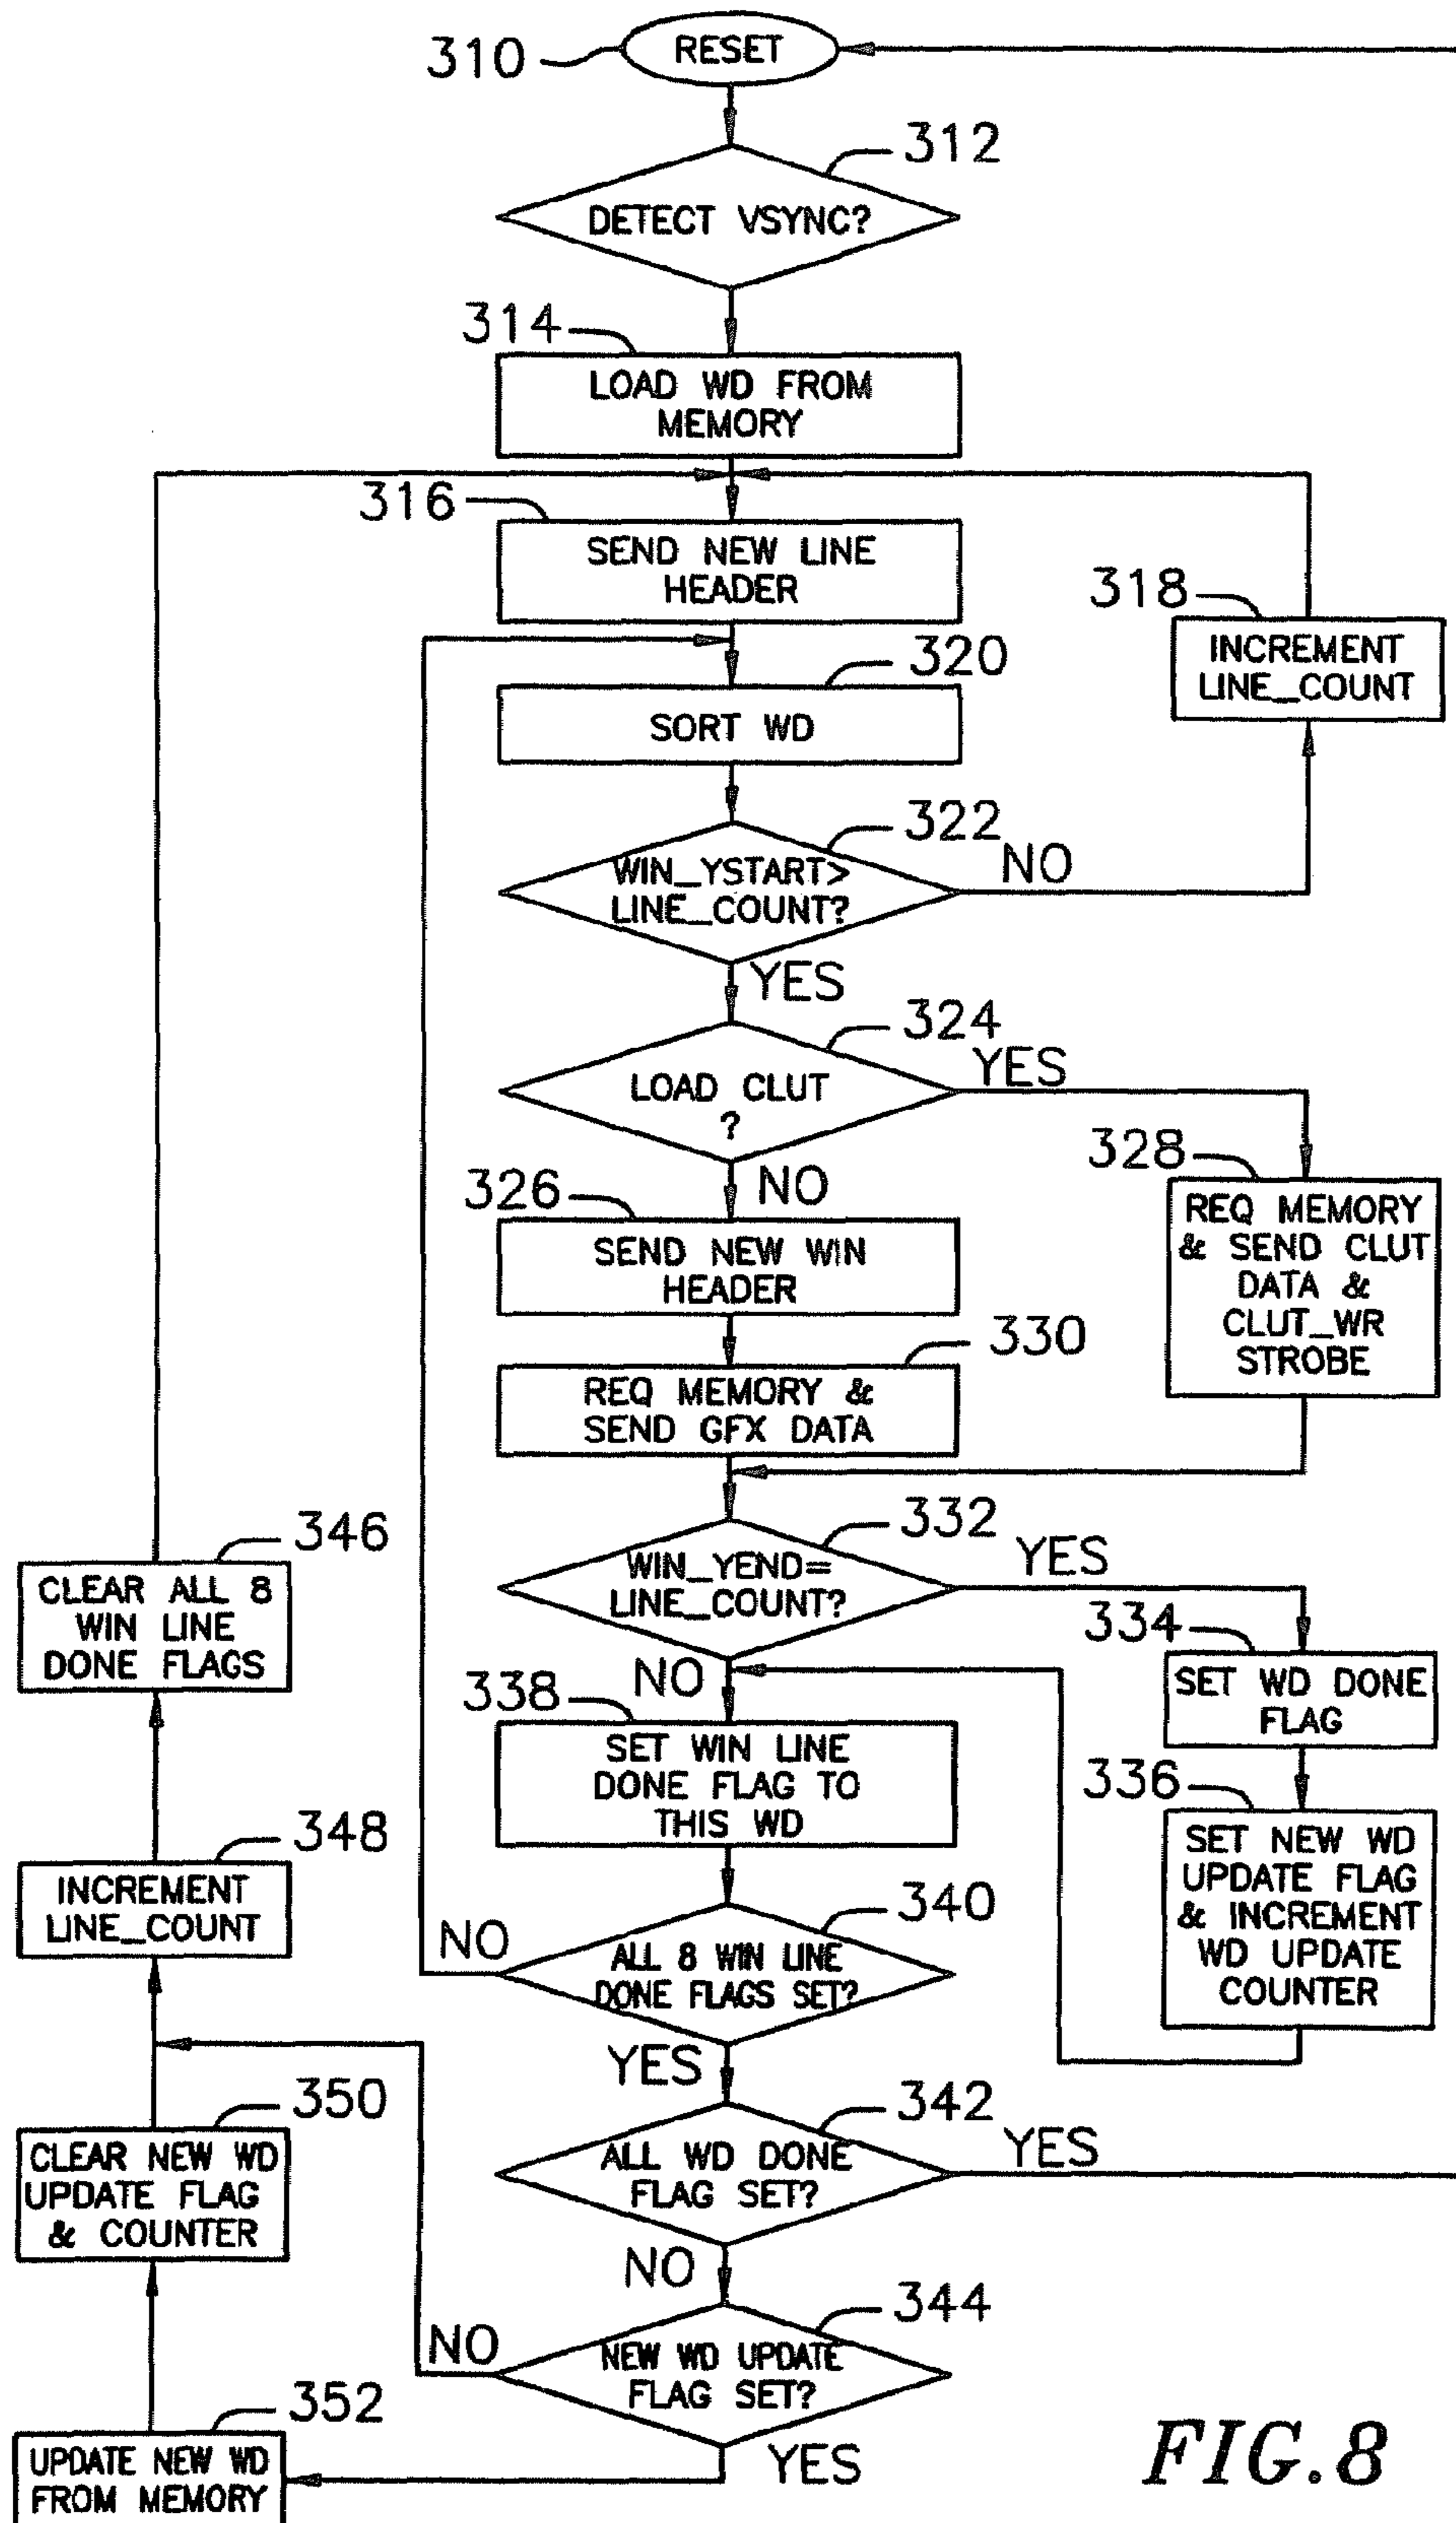 310
RESET
312
DETECT VSYNC?
314
LOAD WD FROM
MEMORY
316
SEND NEW LINE
HEADER
318
INCREMENT
LINE_COUNT
320
SORT WD
322
WIN_YSTART>
LINE_COUNT?
NO
YES
324
LOAD CLUT
?
YES
NO
326
SEND NEW WIN
HEADER
328
REQ MEMORY
& SEND CLUT
DATA &
CLUT_WR
STROBE
330
REQ MEMORY &
SEND GFX DATA
332
WIN_YEND=
LINE_COUNT?
YES
NO
334
SET WD DONE
FLAG
336
SET NEW WD
UPDATE FLAG
& INCREMENT
WD UPDATE
COUNTER
338
SET WIN LINE
DONE FLAG TO
THIS WD
340
ALL 8 WIN LINE
DONE FLAGS SET?
NO
YES
342
ALL WD DONE
FLAG SET?
YES
NO
344
NEW WD UPDATE
FLAG SET?
NO
YES
346
CLEAR ALL 8
WIN LINE
DONE FLAGS
348
INCREMENT
LINE_COUNT
350
CLEAR NEW WD
UPDATE FLAG
& COUNTER
352
UPDATE NEW WD
FROM MEMORY
FIG.8